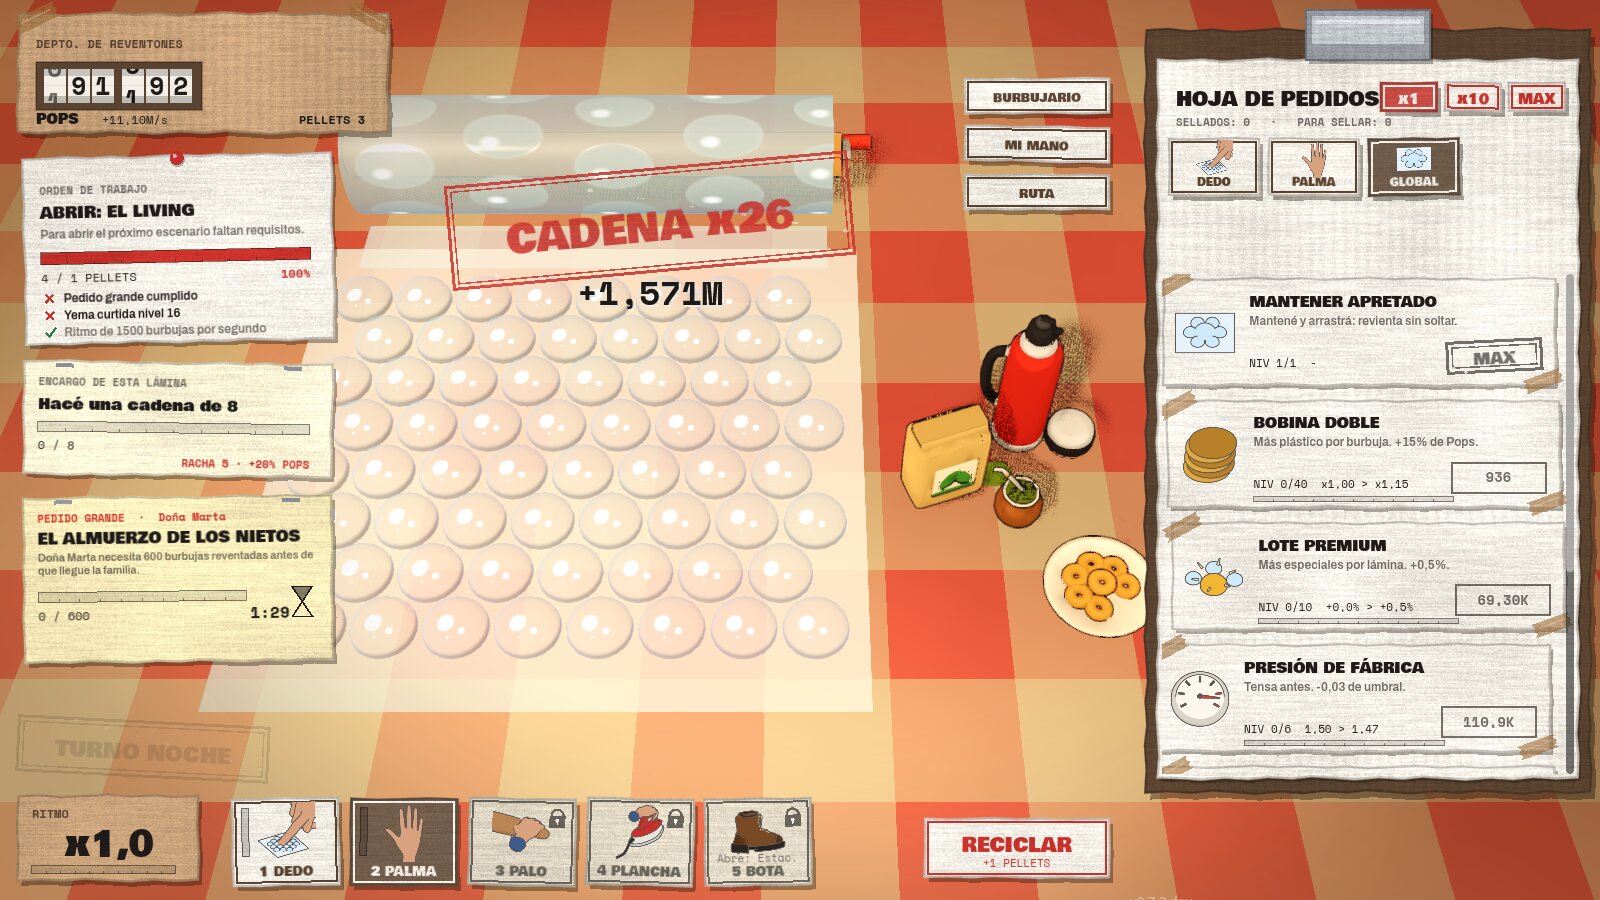 DEPTO. DE REVENTONES
91 92
POPS +11,10M/s PELLETS 3
ORDEN DE TRABAJO
ABRIR: EL LIVING
Para abrir el próximo escenario faltan requisitos.
4 / 1 PELLETS 100%
Pedido grande cumplido
Yema curtida nivel 16
Ritmo de 1500 burbujas por segundo
ENCARGO DE ESTA LÁMINA
Hacé una cadena de 8
0 / 8
RACHA 5 · +20% POPS
PEDIDO GRANDE · Doña Marta
EL ALMUERZO DE LOS NIETOS
Doña Marta necesita 600 burbujas reventadas antes de
que llegue la familia.
0 / 600 1:29
TURNO NOCHE
RITMO
x1,0
CADENA x26
+1,571M
1 DEDO
2 PALMA
3 PALO
4 PLANCHA
Abre: Estac.
5 BOTA
BURBUJARIO
MI MANO
RUTA
RECICLAR
+1 PELLETS
HOJA DE PEDIDOS x1 x10 MAX
SELLADOS: 0 · PARA SELLAR: 0
DEDO PALMA GLOBAL
MANTENER APRETADO
Mantené y arrastrá: revienta sin soltar.
NIV 1/1 - MAX
BOBINA DOBLE
Más plástico por burbuja. +15% de Pops.
NIV 0/40 x1,00 > x1,15 936
LOTE PREMIUM
Más especiales por lámina. +0,5%.
NIV 0/10 +0,0% > +0,5% 69,30K
PRESIÓN DE FÁBRICA
Tensa antes. -0,03 de umbral.
NIV 0/6 1,50 > 1,47 110,9K